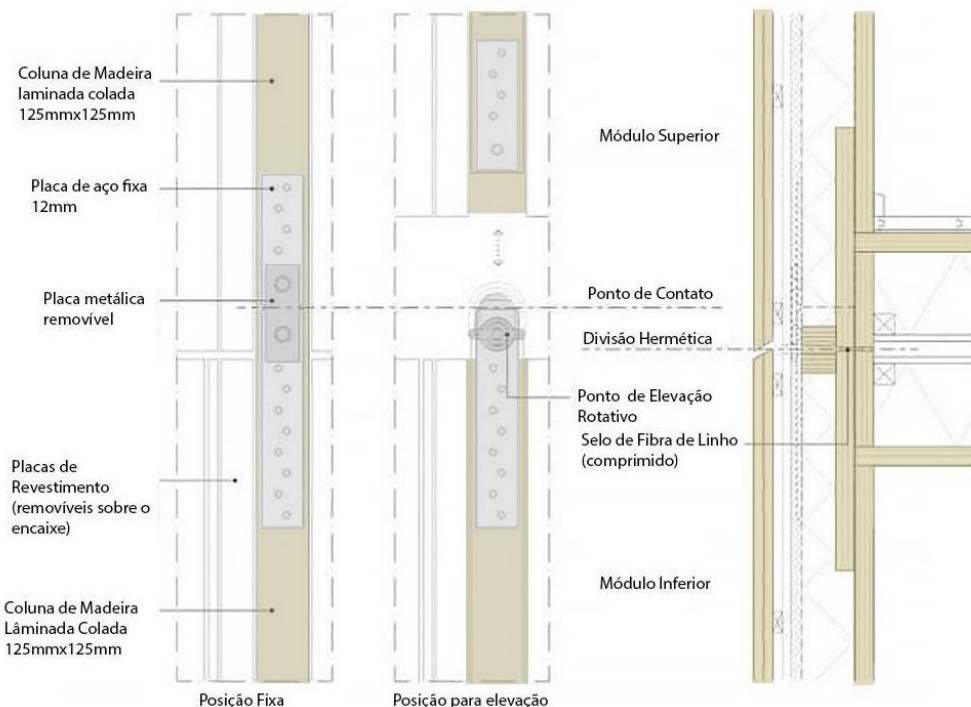 Coluna de Madeira
laminada colada
125mmx125mm
Placa de aço fixa
12mm
Placa metálica
removível
Placas de
Revestimento
(removíveis sobre o
encaixe)
Coluna de Madeira
Lâminada Colada
125mmx125mm
Posição Fixa
Posição para elevação
Módulo Superior
Ponto de Contato
Divisão Hermética
Ponto de Elevação
Rotativo
Selo de Fibra de Linho
(comprimido)
Módulo Inferior